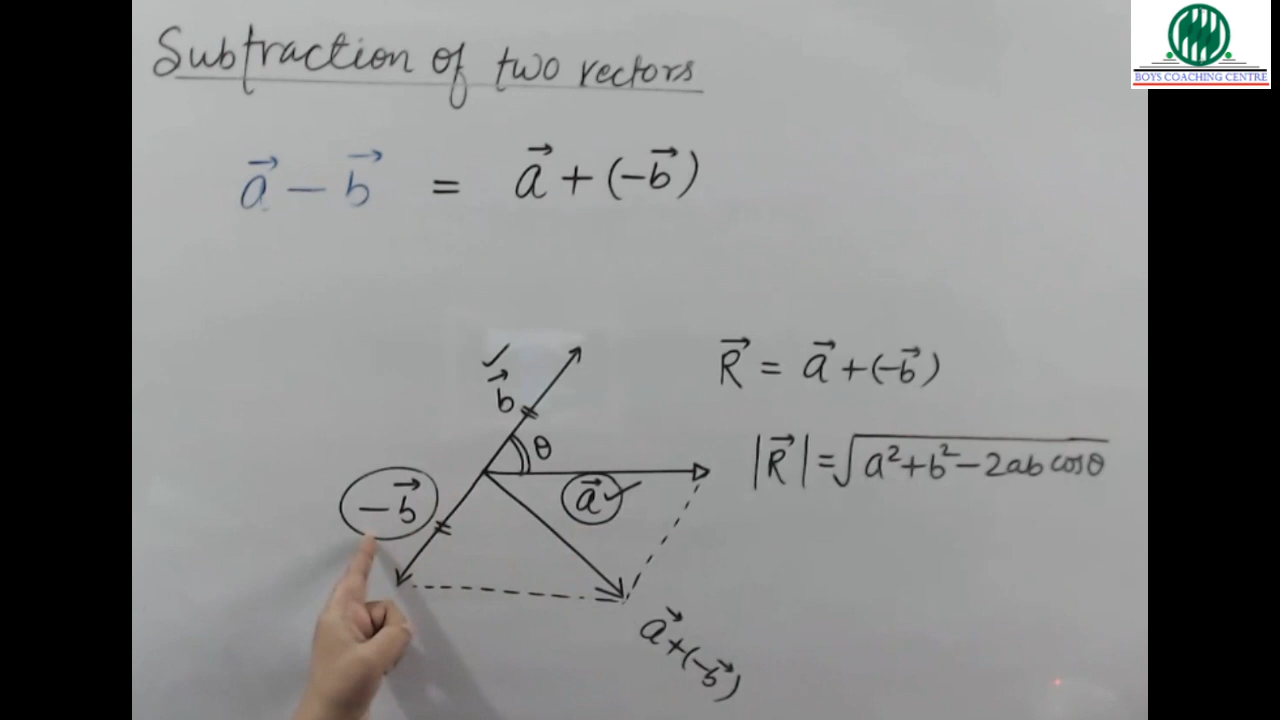 Subtraction of two vectors
BOYS COACHING CENTRE
a⃗ − b⃗ = a⃗ + (−b⃗)
R⃗ = a⃗ + (−b⃗)
b⃗
θ
|R⃗| = √(a² + b² − 2ab cosθ)
−b⃗
a⃗
a⃗ + (−b⃗)